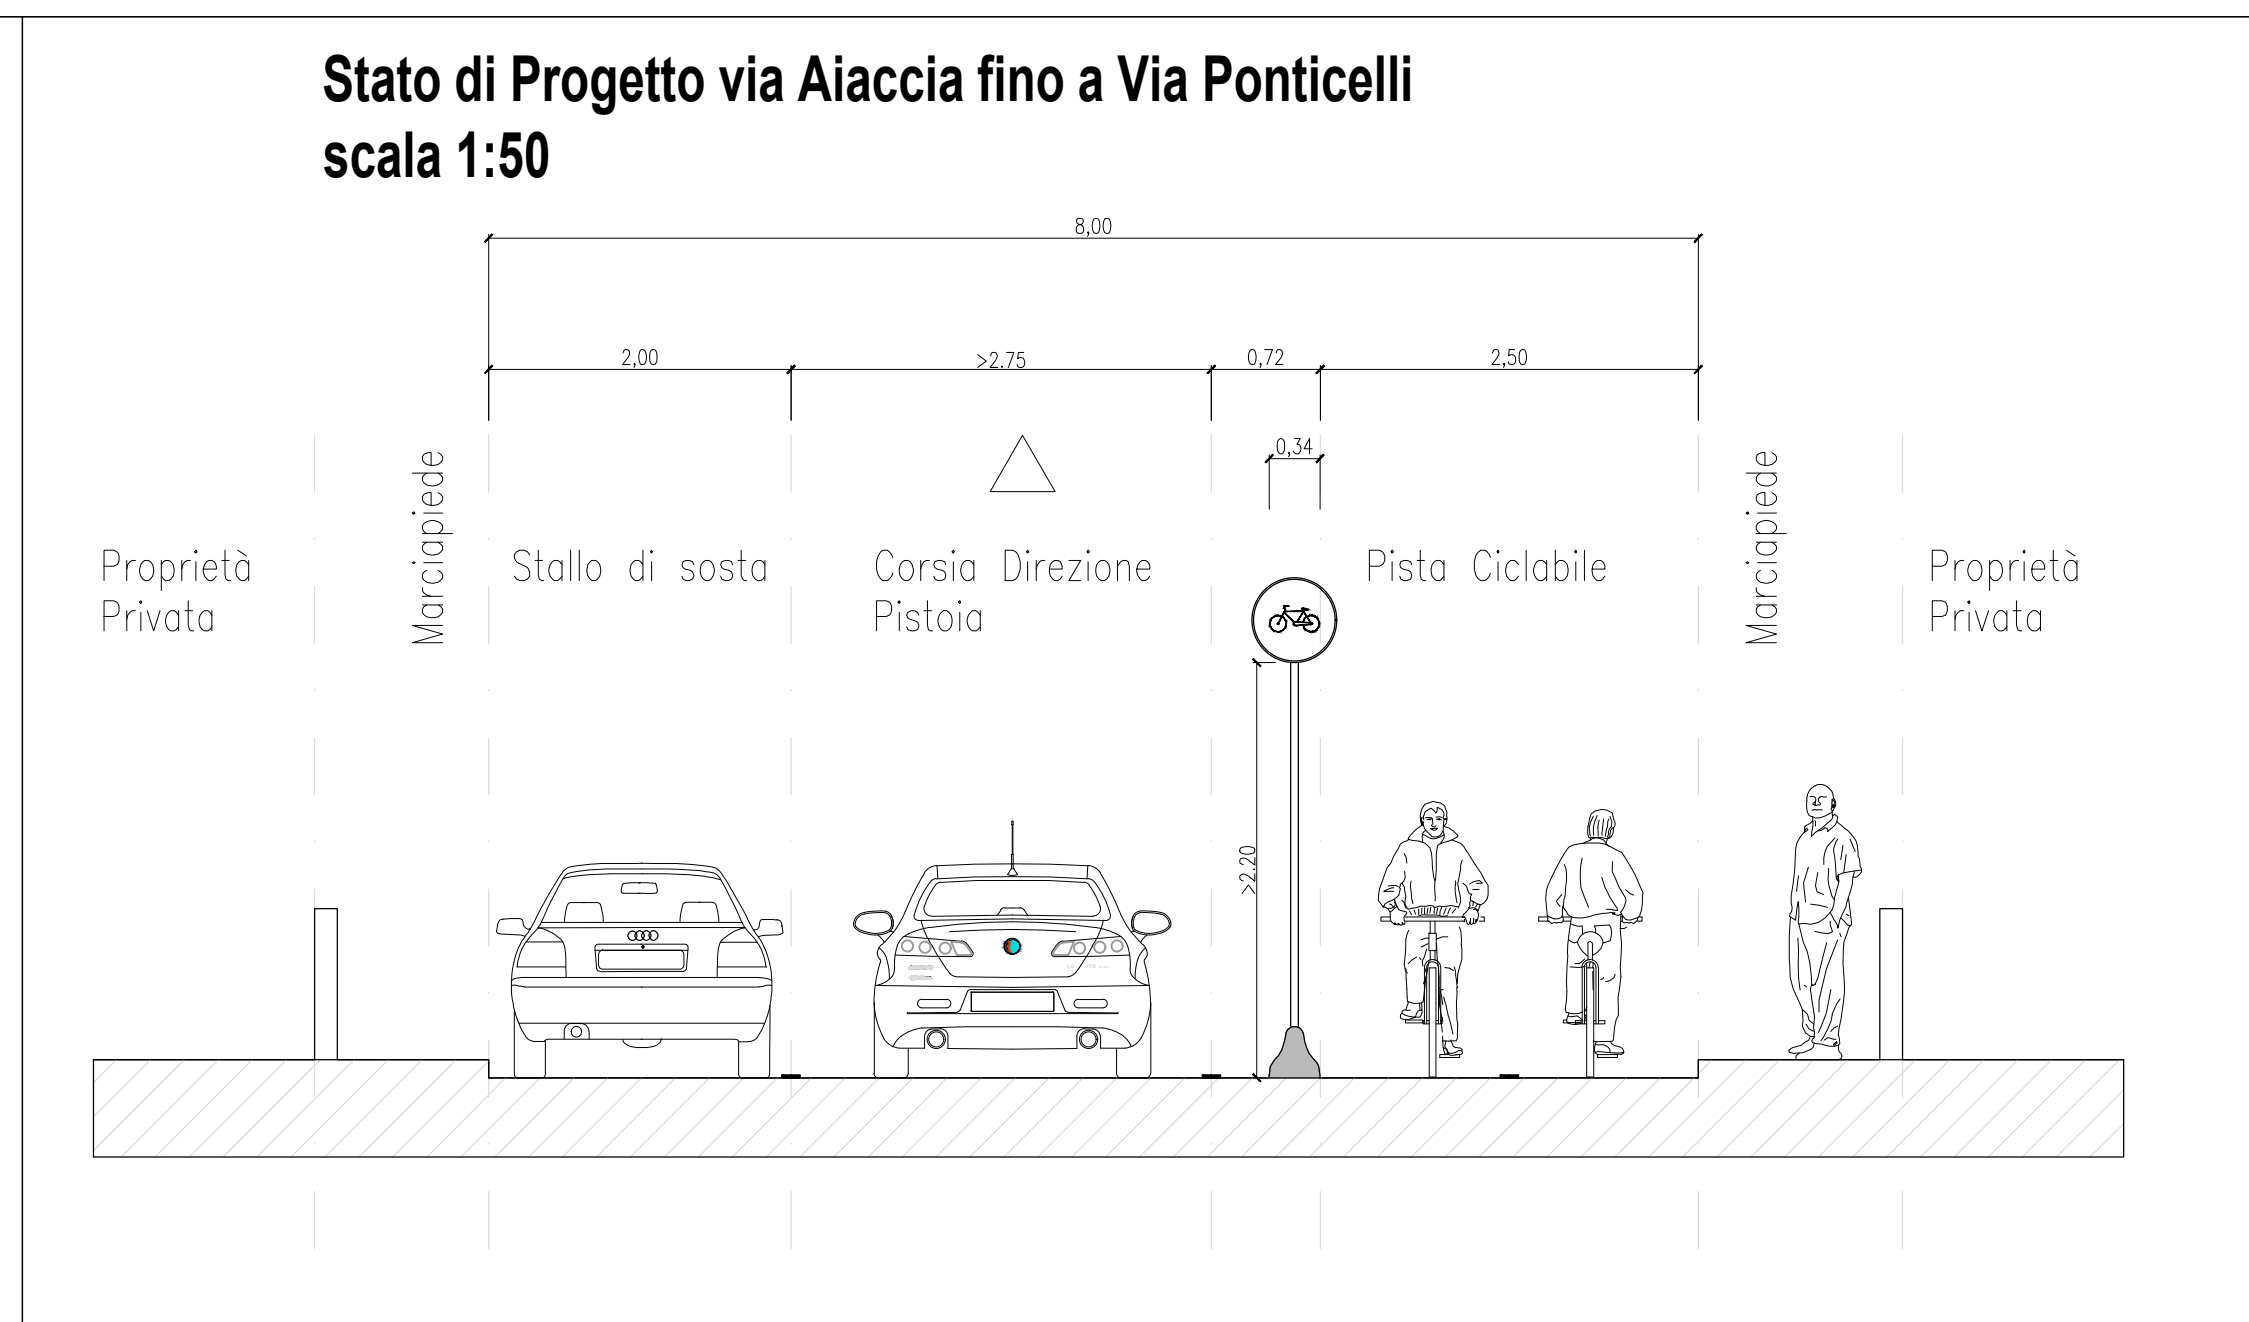 Stato di Progetto via Aiaccia fino a Via Ponticelli
scala 1:50
8,00
2,00
>2.75
0,72
2,50
0,34
Marciapiede
Marciapiede
Proprietà
Privata
Stallo di sosta
Corsia Direzione
Pistoia
Pista Ciclabile
Proprietà
Privata
>2.20